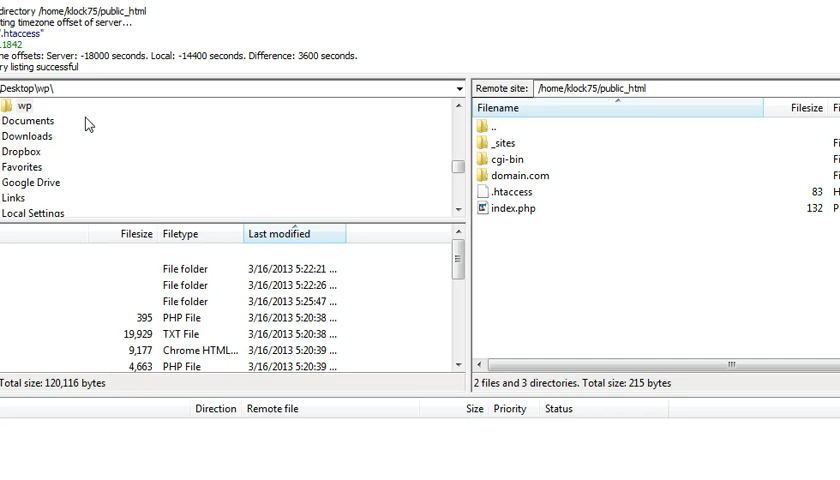 directory /home/klock75/public_html
ting timezone offset of server...
".htaccess"
11842
ne offsets: Server: -18000 seconds. Local: -14400 seconds. Difference: 3600 seconds.
ry listing successful
Desktop\wp\
wp
Documents
Downloads
Dropbox
Favorites
Google Drive
Links
Local Settings
Filesize Filetype Last modified
File folder 3/16/2013 5:22:21 ...
File folder 3/16/2013 5:22:26 ...
File folder 3/16/2013 5:25:47 ...
395 PHP File 3/16/2013 5:20:38 ...
19,929 TXT File 3/16/2013 5:20:38 ...
9,177 Chrome HTML... 3/16/2013 5:20:39 ...
4,663 PHP File 3/16/2013 5:20:39 ...
Total size: 120,116 bytes
Remote site: /home/klock75/public_html
Filename Filesize Fi
..
_sites Fi
cgi-bin Fi
domain.com Fi
.htaccess 83 H
index.php 132 P
2 files and 3 directories. Total size: 215 bytes
Direction Remote file Size Priority Status